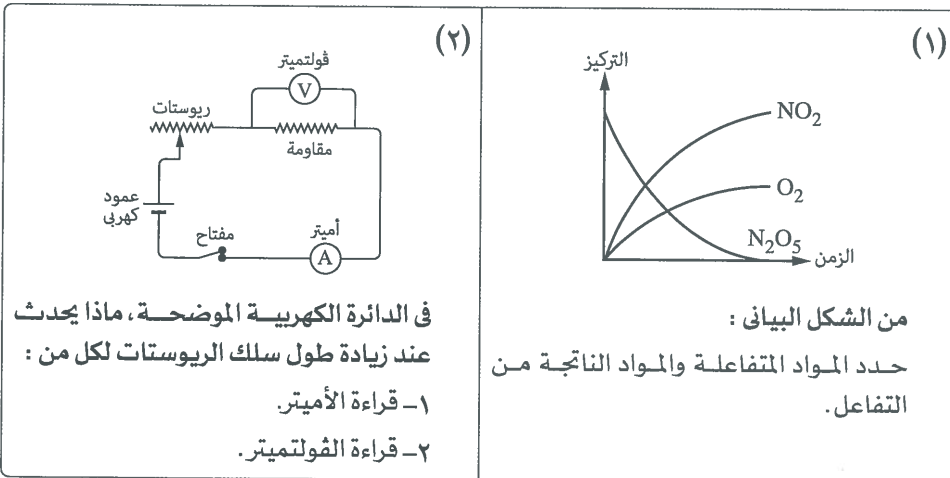 (١)
التركيز
NO2
O2
N2O5
الزمن
من الشكل البيانى :
حدد المواد المتفاعلة والمواد الناتجة من
التفاعل.
(٢)
ڤولتميتر
V
ريوستات
مقاومة
عمود
كهربى
مفتاح
أميتر
A
فى الدائرة الكهربية الموضحة، ماذا يحدث
عند زيادة طول سلك الريوستات لكل من :
١– قراءة الأميتر.
٢– قراءة الڤولتميتر.